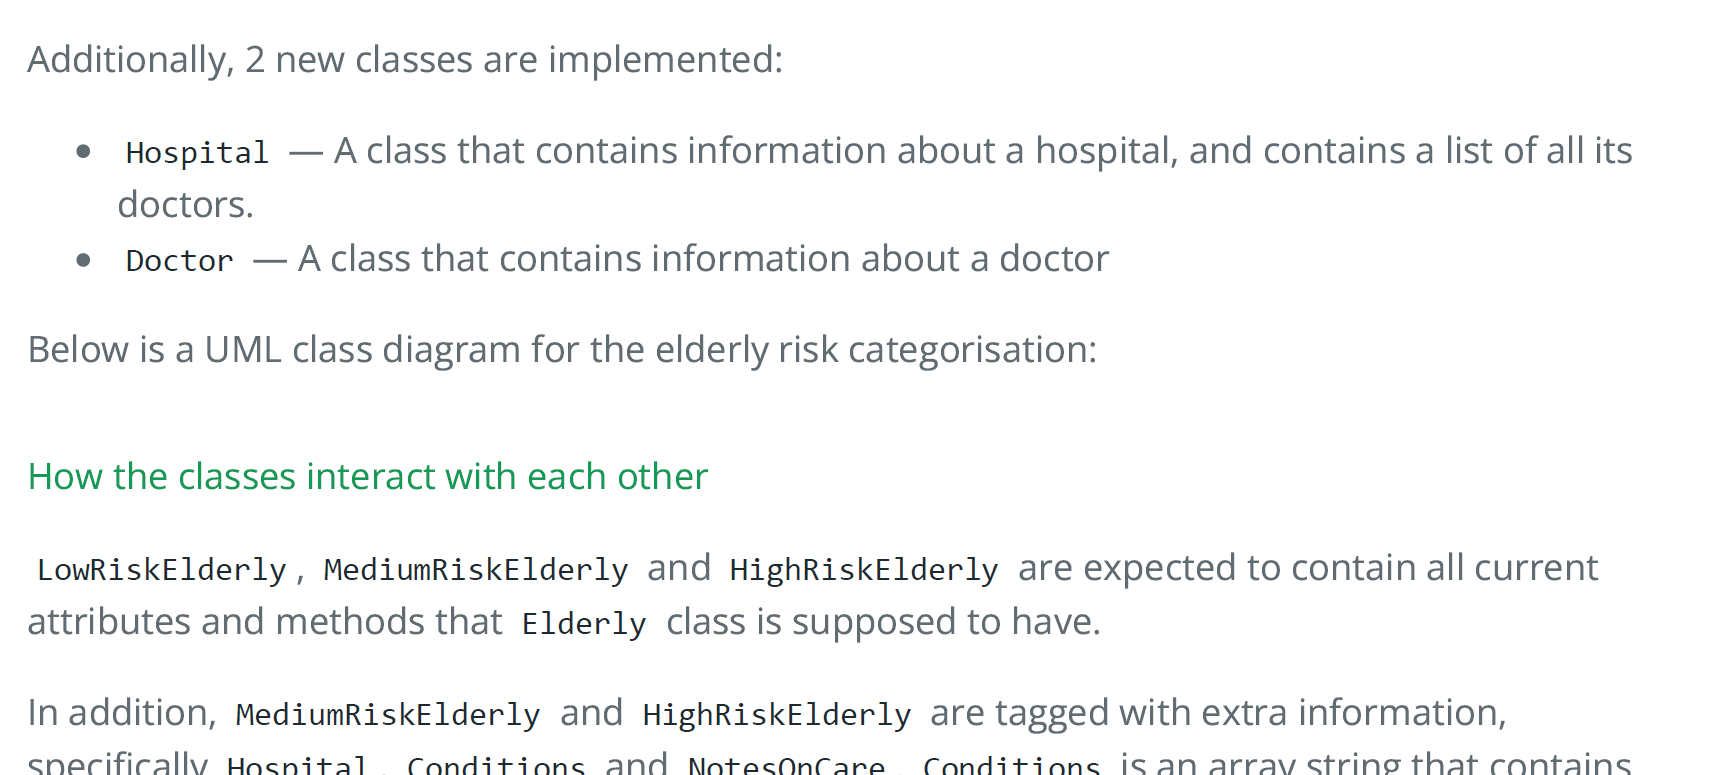 Additionally, 2 new classes are implemented:
• Hospital — A class that contains information about a hospital, and contains a list of all its
doctors.
• Doctor — A class that contains information about a doctor
Below is a UML class diagram for the elderly risk categorisation:
How the classes interact with each other
LowRiskElderly, MediumRiskElderly and HighRiskElderly are expected to contain all current
attributes and methods that Elderly class is supposed to have.
In addition, MediumRiskElderly and HighRiskElderly are tagged with extra information,
specifically Hospital, Conditions and NotesOnCare. Conditions is an array string that contains